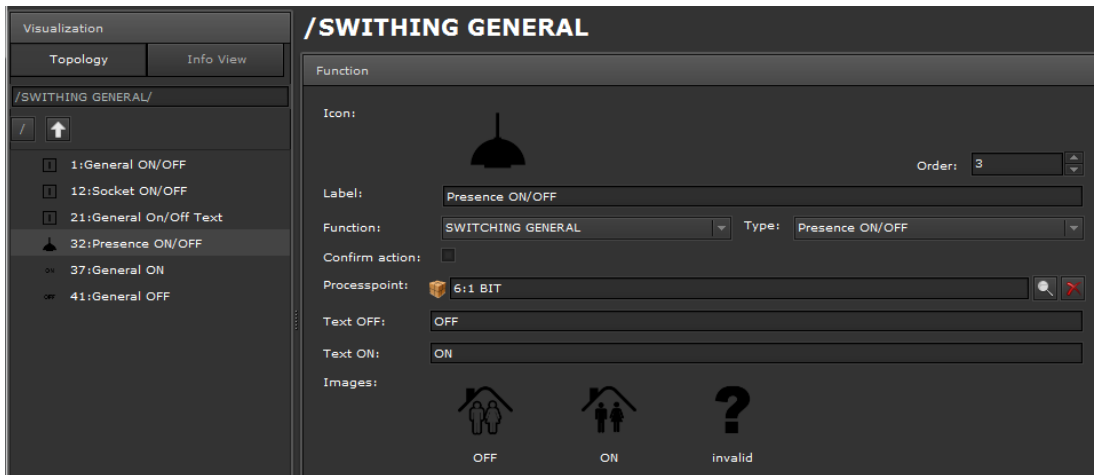 Visualization
Topology
Info View
/SWITHING GENERAL/
/
1:General ON/OFF
12:Socket ON/OFF
21:General On/Off Text
32:Presence ON/OFF
ON 37:General ON
OFF 41:General OFF
/SWITHING GENERAL
Function
Icon:
Order: 3
Label: Presence ON/OFF
Function: SWITCHING GENERAL Type: Presence ON/OFF
Confirm action:
Processpoint: 6:1 BIT
Text OFF: OFF
Text ON: ON
Images:
?
OFF ON invalid